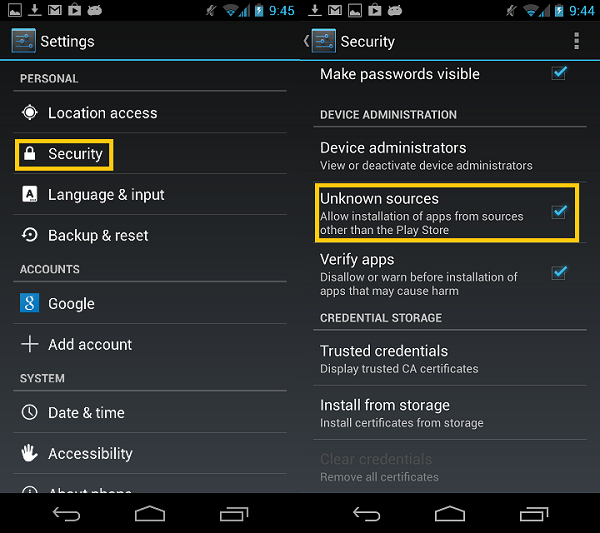 9:45
Settings
PERSONAL
Location access
Security
A
Language & input
Backup & reset
ACCOUNTS
8
Google
Add account
SYSTEM
Date & time
Accessibility
About phone
9:44
Security
Make passwords visible
DEVICE ADMINISTRATION
Device administrators
View or deactivate device administrators
Unknown sources
Allow installation of apps from sources
other than the Play Store
Verify apps
Disallow or warn before installation of
apps that may cause harm
CREDENTIAL STORAGE
Trusted credentials
Display trusted CA certificates
Install from storage
Install certificates from storage
Clear credentials
Remove all certificates